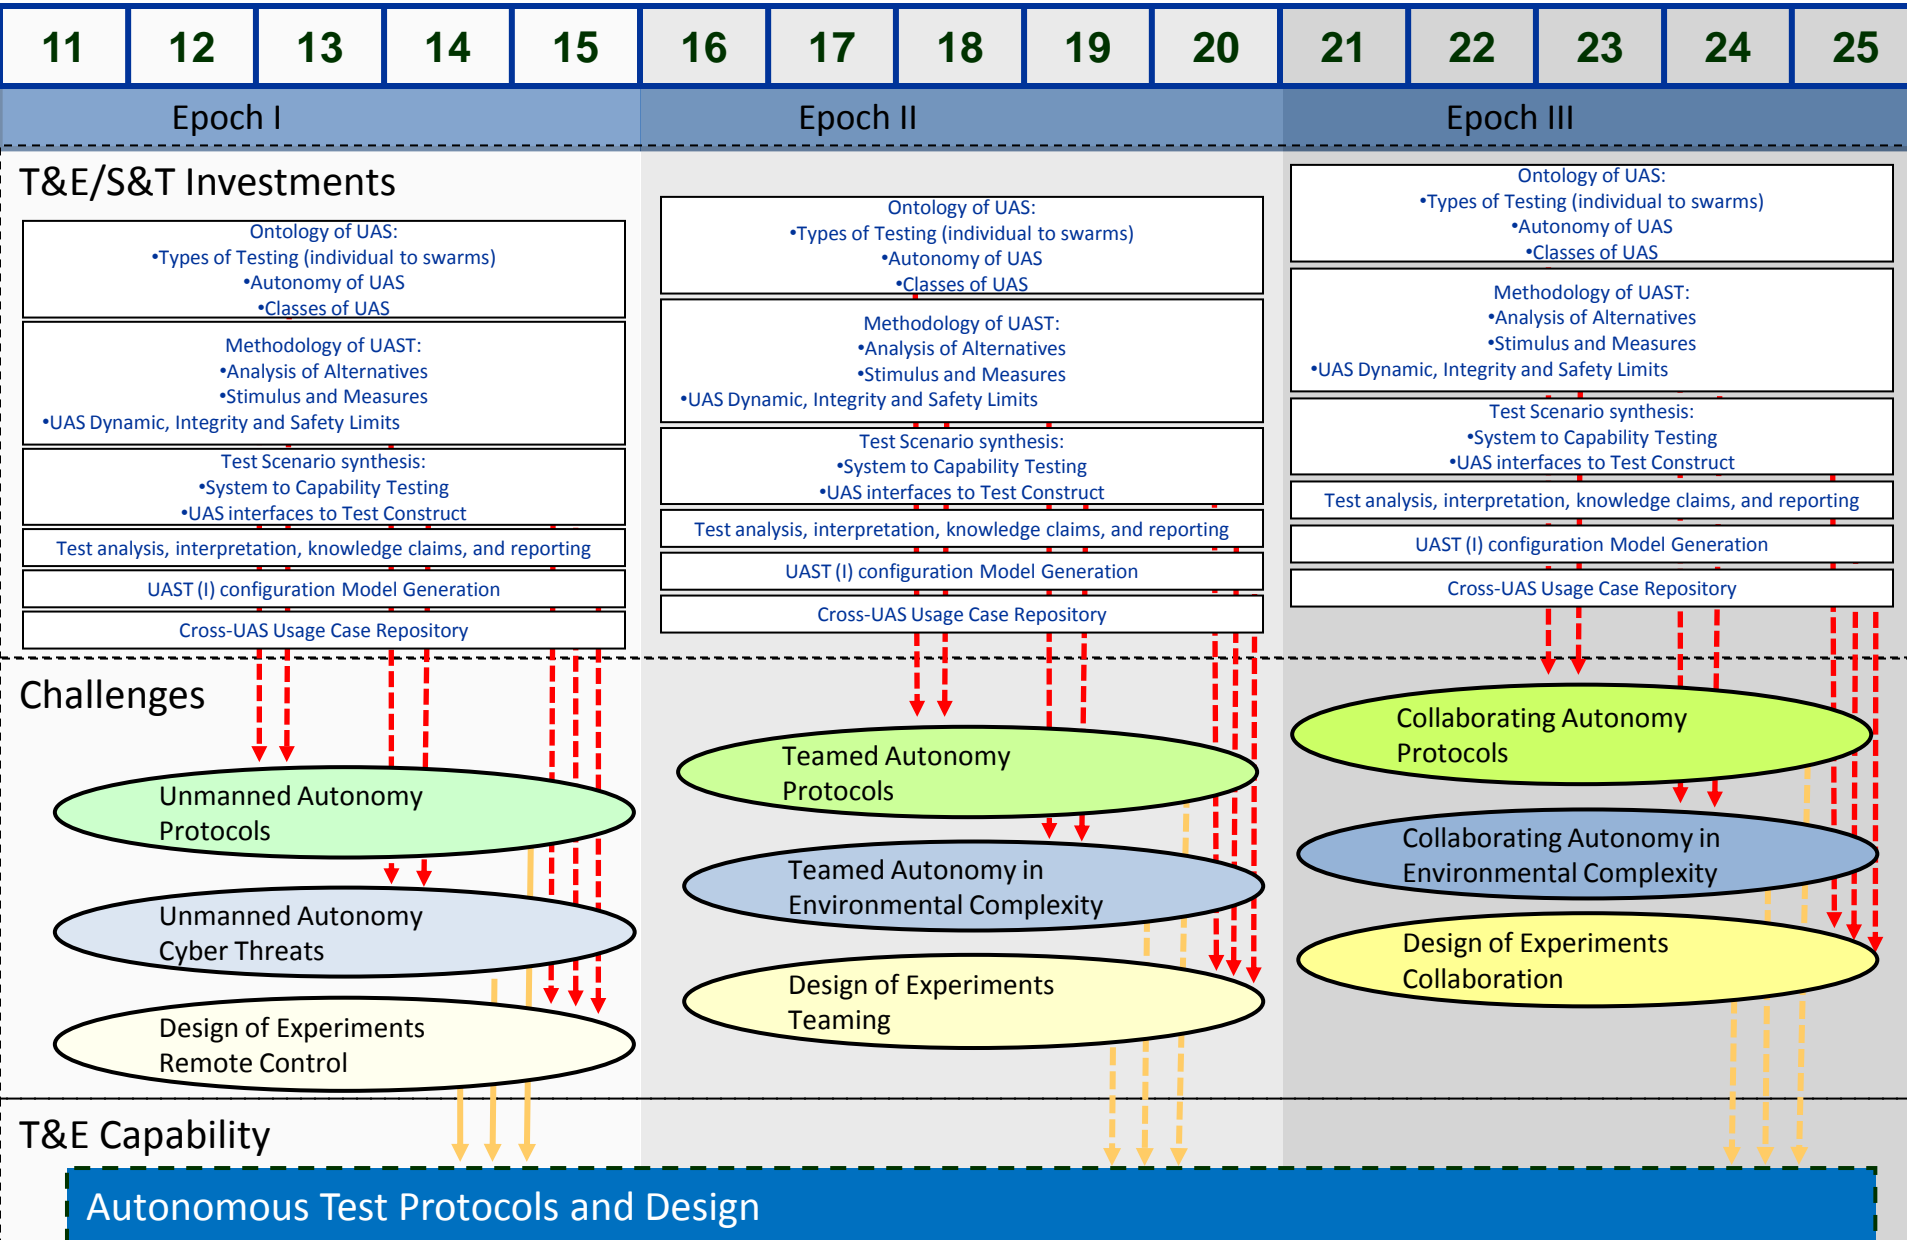 11 12 13 14 15 16 17 18 19 20 21 22 23 24 25
Epoch I
Epoch II
Epoch III
T&E/S&T Investments
Ontology of UAS:
•Types of Testing (individual to swarms)
•Autonomy of UAS
•Classes of UAS
Methodology of UAST:
•Analysis of Alternatives
•Stimulus and Measures
•UAS Dynamic, Integrity and Safety Limits
Test Scenario synthesis:
•System to Capability Testing
•UAS interfaces to Test Construct
Test analysis, interpretation, knowledge claims, and reporting
UAST (I) configuration Model Generation
Cross-UAS Usage Case Repository
Ontology of UAS:
•Types of Testing (individual to swarms)
•Autonomy of UAS
•Classes of UAS
Methodology of UAST:
•Analysis of Alternatives
•Stimulus and Measures
•UAS Dynamic, Integrity and Safety Limits
Test Scenario synthesis:
•System to Capability Testing
•UAS interfaces to Test Construct
Test analysis, interpretation, knowledge claims, and reporting
UAST (I) configuration Model Generation
Cross-UAS Usage Case Repository
Ontology of UAS:
•Types of Testing (individual to swarms)
•Autonomy of UAS
•Classes of UAS
Methodology of UAST:
•Analysis of Alternatives
•Stimulus and Measures
•UAS Dynamic, Integrity and Safety Limits
Test Scenario synthesis:
•System to Capability Testing
•UAS interfaces to Test Construct
Test analysis, interpretation, knowledge claims, and reporting
UAST (I) configuration Model Generation
Cross-UAS Usage Case Repository
Challenges
Unmanned Autonomy
Protocols
Unmanned Autonomy
Cyber Threats
Design of Experiments
Remote Control
Teamed Autonomy
Protocols
Teamed Autonomy in
Environmental Complexity
Design of Experiments
Teaming
Collaborating Autonomy
Protocols
Collaborating Autonomy in
Environmental Complexity
Design of Experiments
Collaboration
T&E Capability
Autonomous Test Protocols and Design